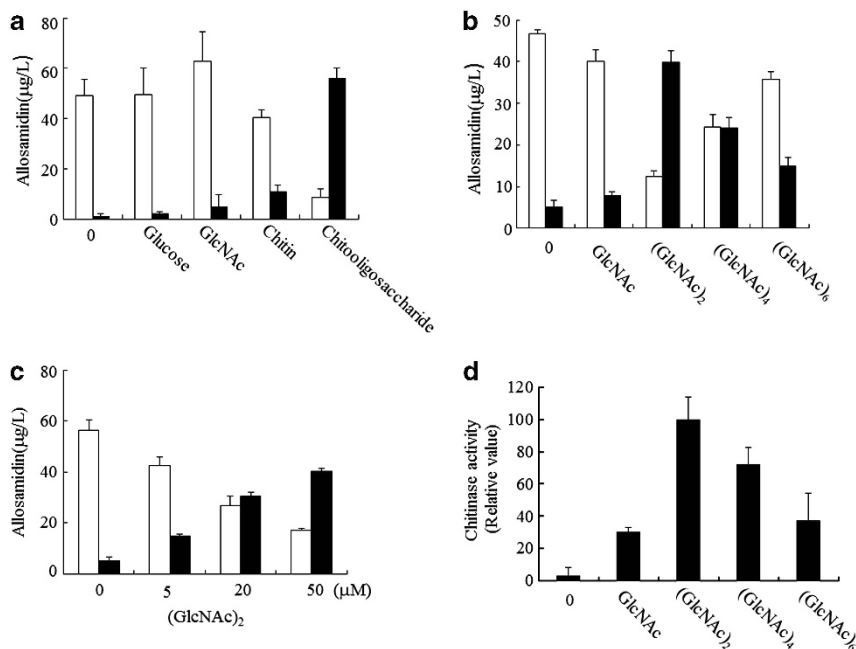 a
Allosamidin(μg/L)
80
60
40
20
0
0
Glucose
GlcNAc
Chitin
Chitooligosaccharide
b
Allosamidin(μg/L)
50
40
30
20
10
0
0
GlcNAc
(GlcNAc)2
(GlcNAc)4
(GlcNAc)6
c
Allosamidin(μg/L)
80
60
40
20
0
0 5 20 50 (μM)
(GlcNAc)2
d
Chitinase activity
(Relative value)
120
100
80
60
40
20
0
0
GlcNAc
(GlcNAc)2
(GlcNAc)4
(GlcNAc)6